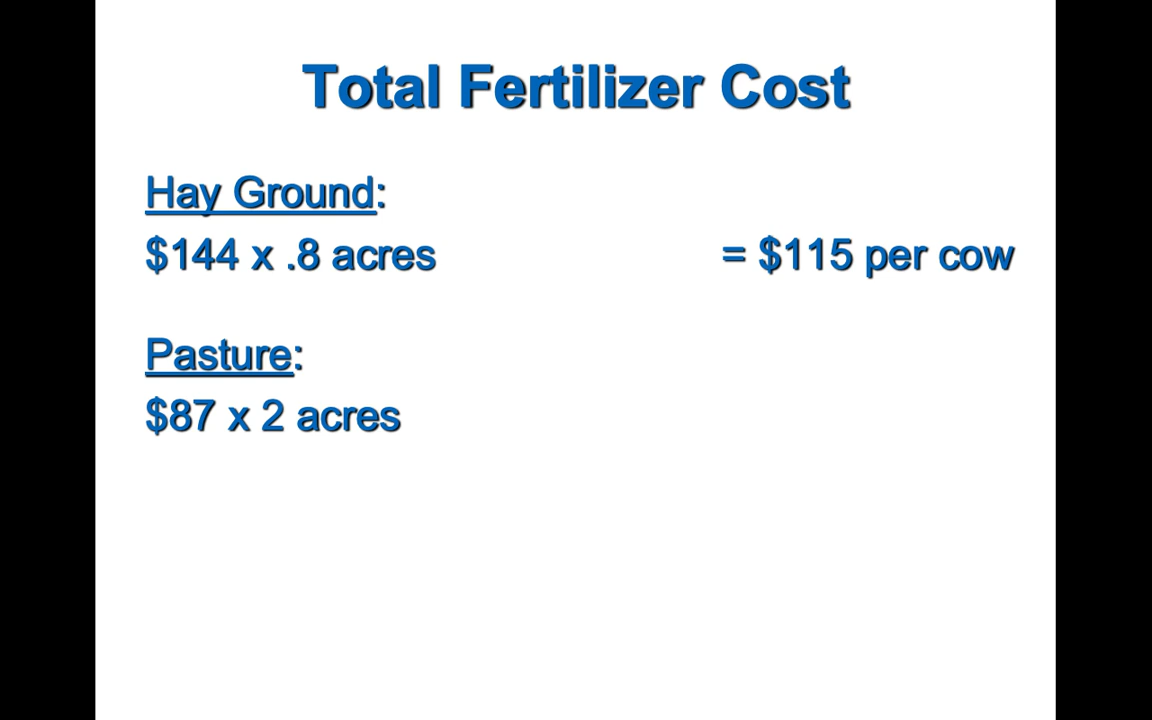 Total Fertilizer Cost
Hay Ground:
$144 x .8 acres = $115 per cow
Pasture:
$87 x 2 acres